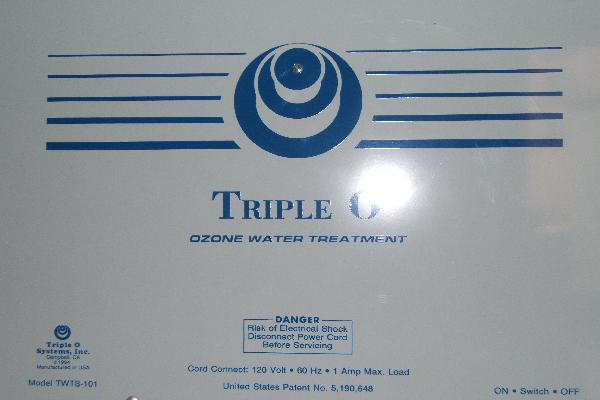 TRIPLE O
OZONE WATER TREATMENT
DANGER
Risk of Electrical Shock
Disconnect Power Cord
Before Servicing
Triple O
Systems, Inc.
Campbell, CA
©1994
Manufactured in USA
Model TWTS-101
Cord Connect: 120 Volt • 60 Hz • 1 Amp Max. Load
United States Patent No. 5,190,648
ON • Switch • OFF